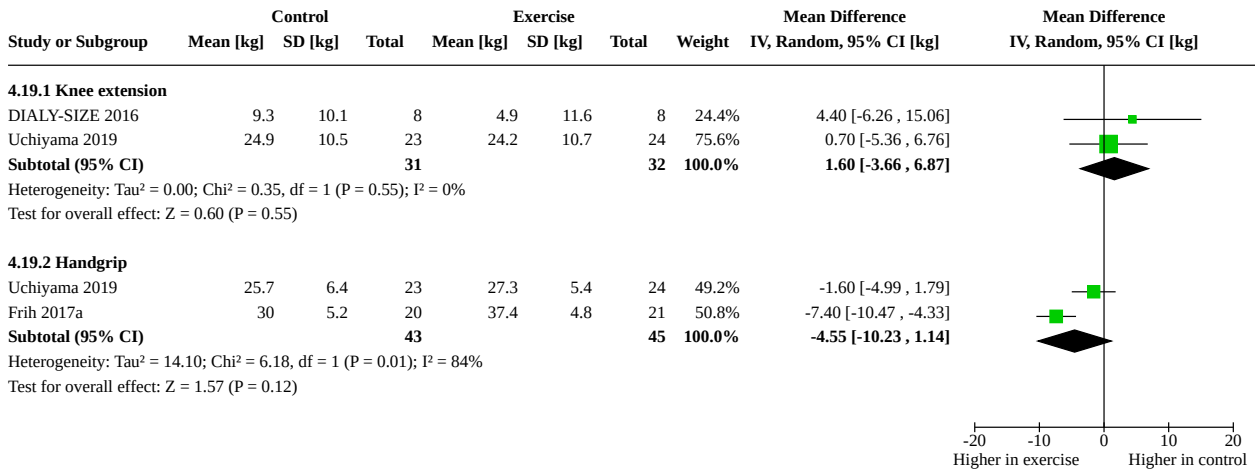 Control Exercise Mean Difference Mean Difference
Study or Subgroup Mean [kg] SD [kg] Total Mean [kg] SD [kg] Total Weight IV, Random, 95% CI [kg] IV, Random, 95% CI [kg]
4.19.1 Knee extension
DIALY-SIZE 2016 9.3 10.1 8 4.9 11.6 8 24.4% 4.40 [-6.26 , 15.06]
Uchiyama 2019 24.9 10.5 23 24.2 10.7 24 75.6% 0.70 [-5.36 , 6.76]
Subtotal (95% CI) 31 32 100.0% 1.60 [-3.66 , 6.87]
Heterogeneity: Tau² = 0.00; Chi² = 0.35, df = 1 (P = 0.55); I² = 0%
Test for overall effect: Z = 0.60 (P = 0.55)
4.19.2 Handgrip
Uchiyama 2019 25.7 6.4 23 27.3 5.4 24 49.2% -1.60 [-4.99 , 1.79]
Frih 2017a 30 5.2 20 37.4 4.8 21 50.8% -7.40 [-10.47 , -4.33]
Subtotal (95% CI) 43 45 100.0% -4.55 [-10.23 , 1.14]
Heterogeneity: Tau² = 14.10; Chi² = 6.18, df = 1 (P = 0.01); I² = 84%
Test for overall effect: Z = 1.57 (P = 0.12)
-20 -10 0 10 20
Higher in exercise Higher in control